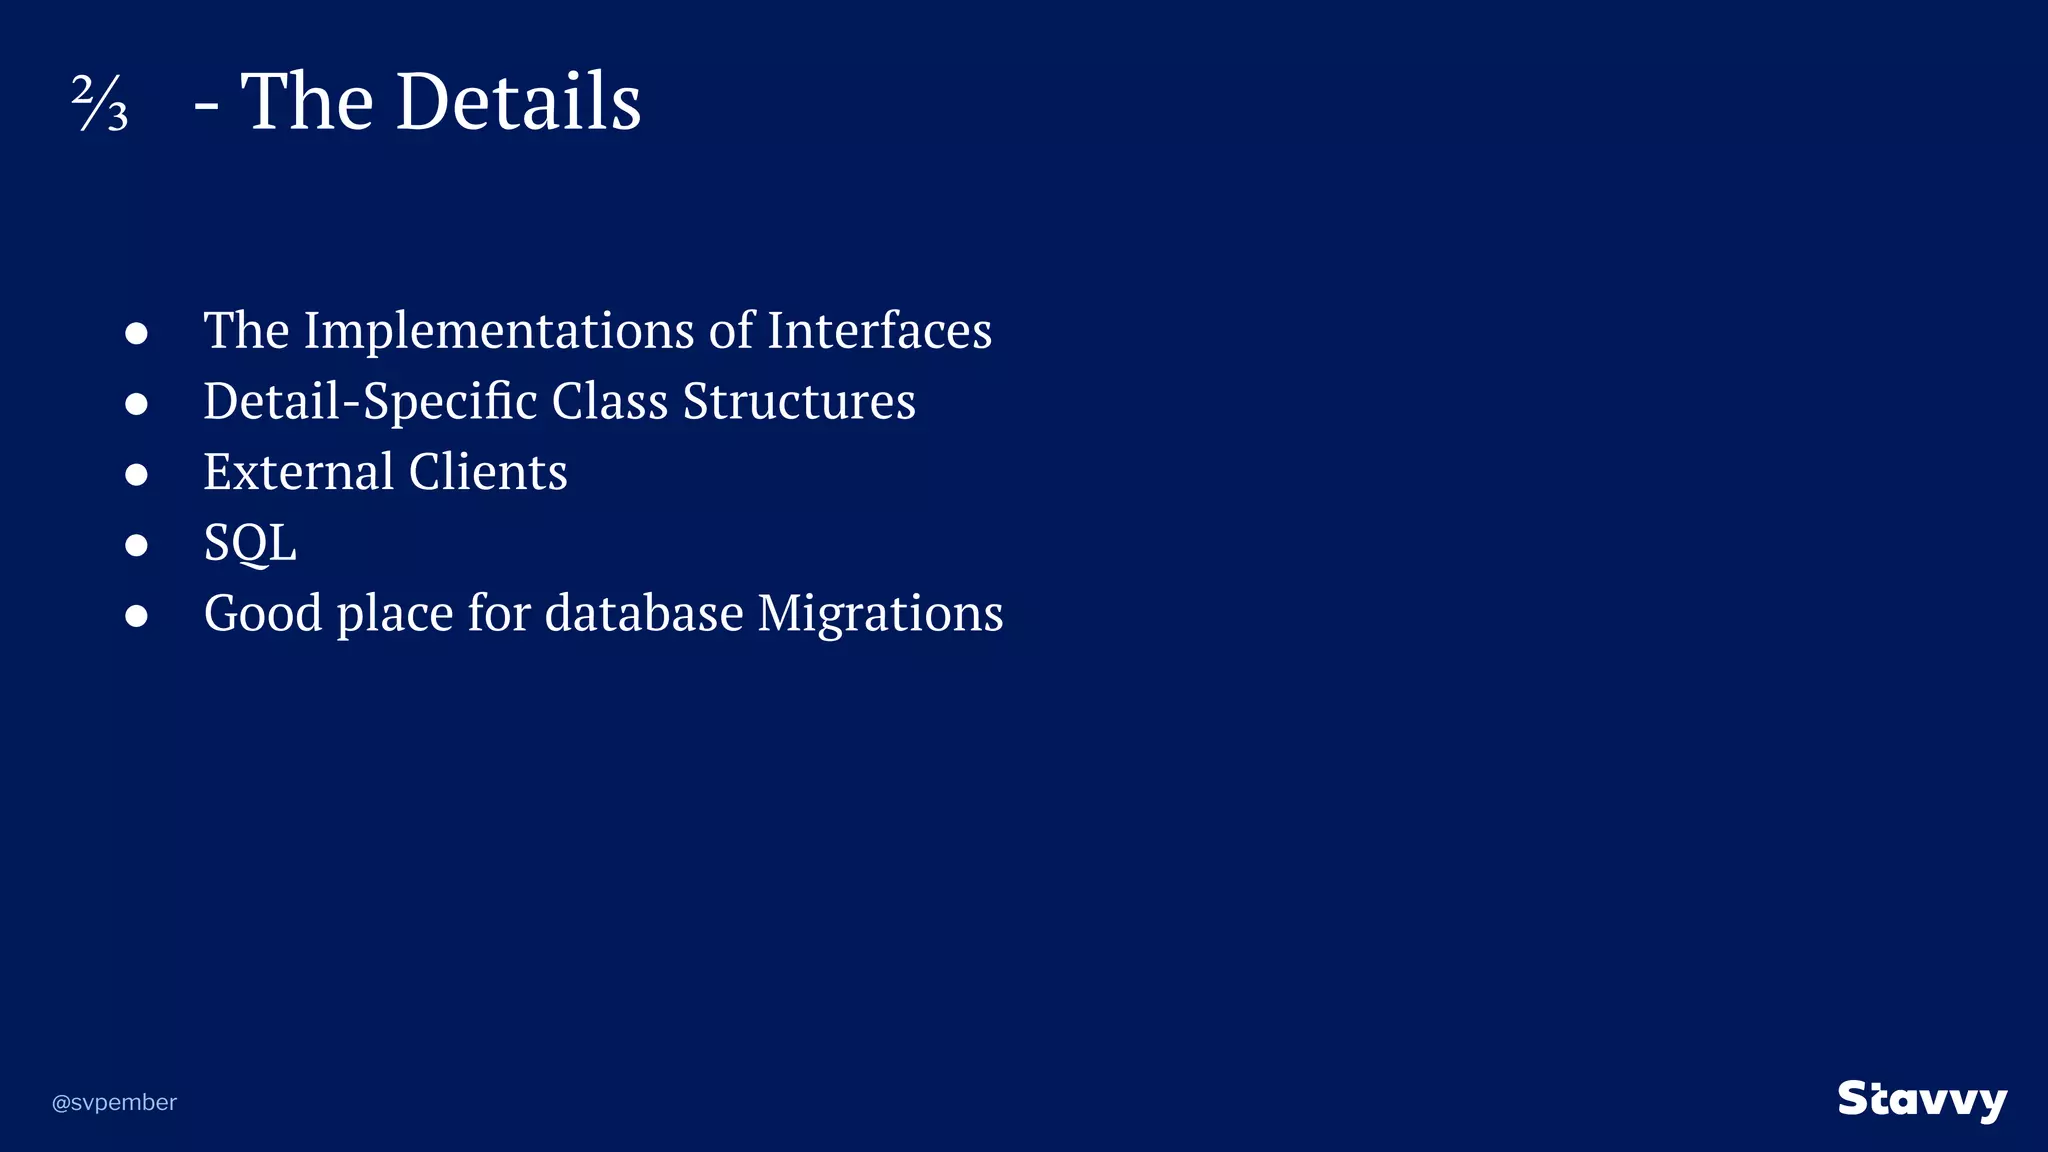 ⅔ - The Details
● The Implementations of Interfaces
● Detail-Specific Class Structures
● External Clients
● SQL
● Good place for database Migrations
@svpember
Stavvy